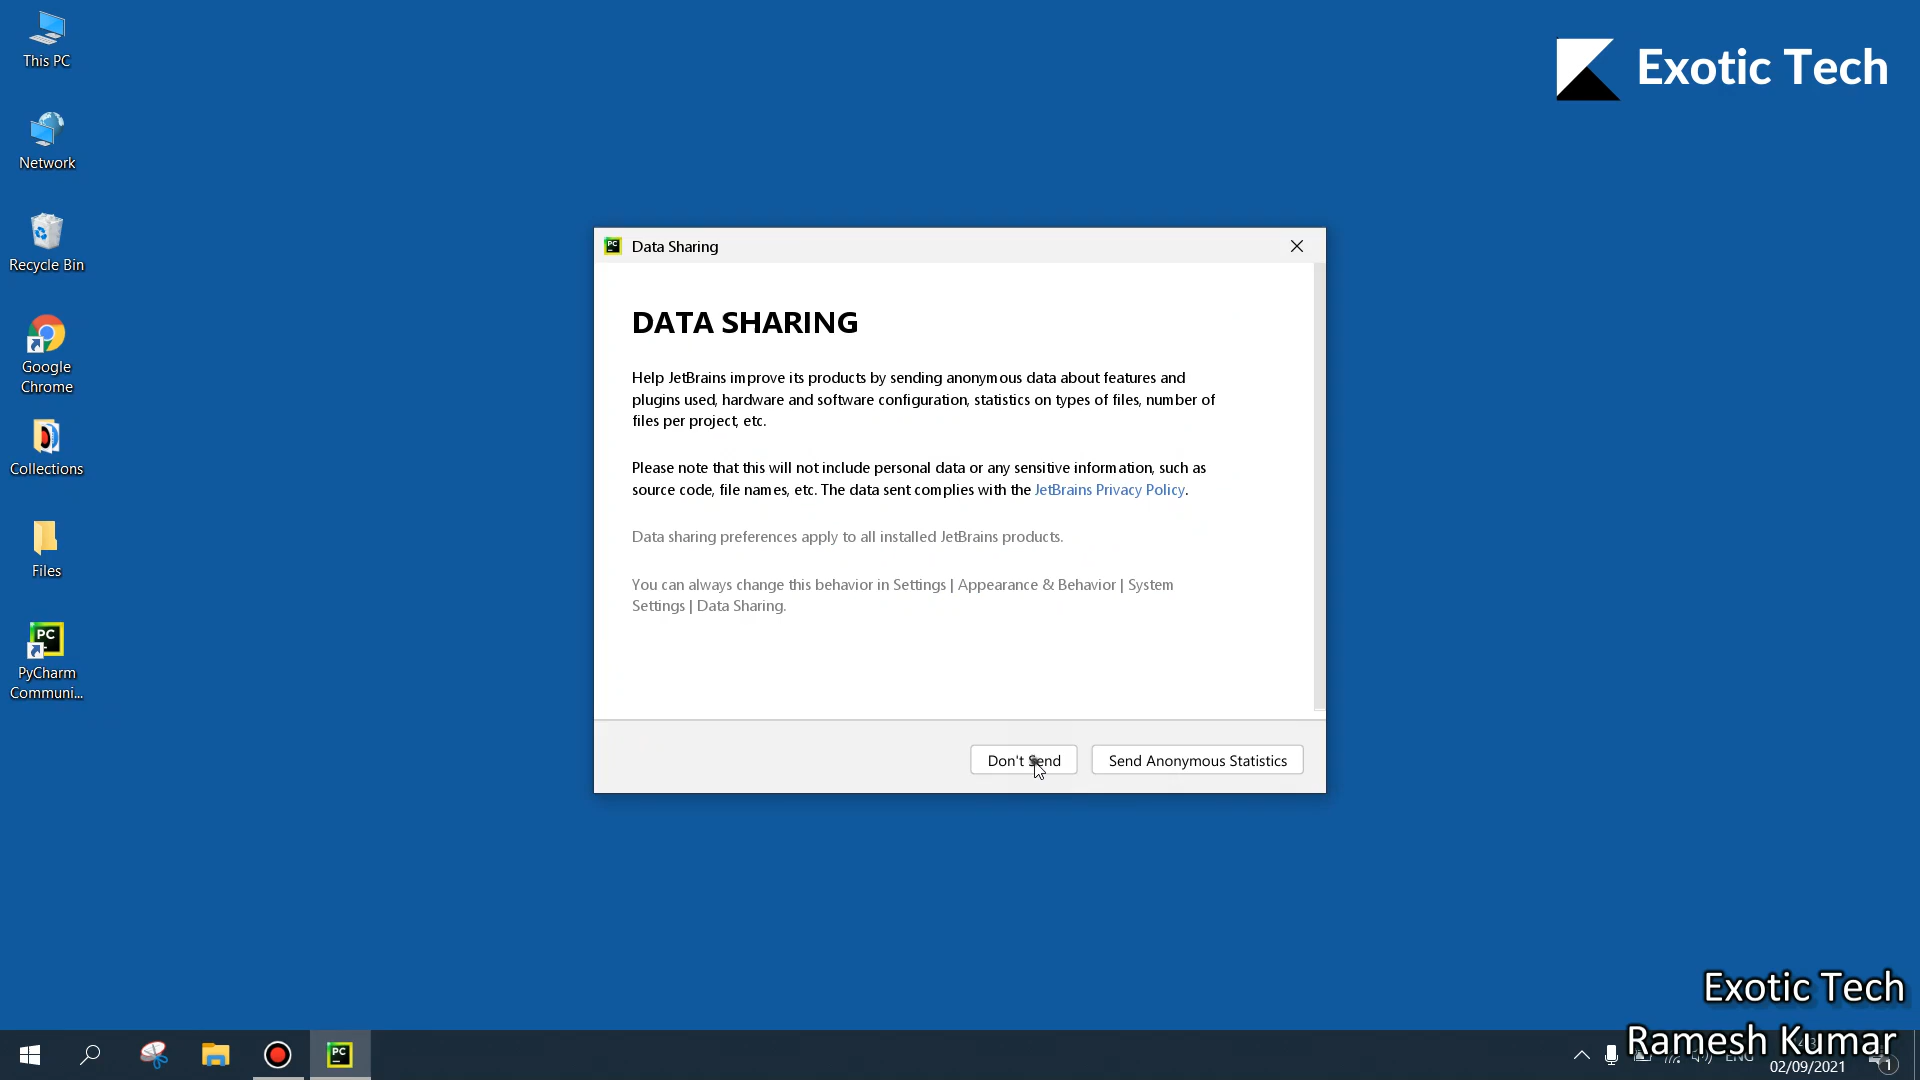 This PC
Network
Recycle Bin
Google
Chrome
Collections
Files
PC
PyCharm
Communi...
Exotic Tech
PC
Data Sharing
DATA SHARING
Help JetBrains improve its products by sending anonymous data about features and
plugins used, hardware and software configuration, statistics on types of files, number of
files per project, etc.
Please note that this will not include personal data or any sensitive information, such as
source code, file names, etc. The data sent complies with the JetBrains Privacy Policy.
Data sharing preferences apply to all installed JetBrains products.
You can always change this behavior in Settings | Appearance & Behavior | System
Settings | Data Sharing.
Don't Send
Send Anonymous Statistics
Exotic Tech
Ramesh Kumar
PC
ENG
02/09/2021
1